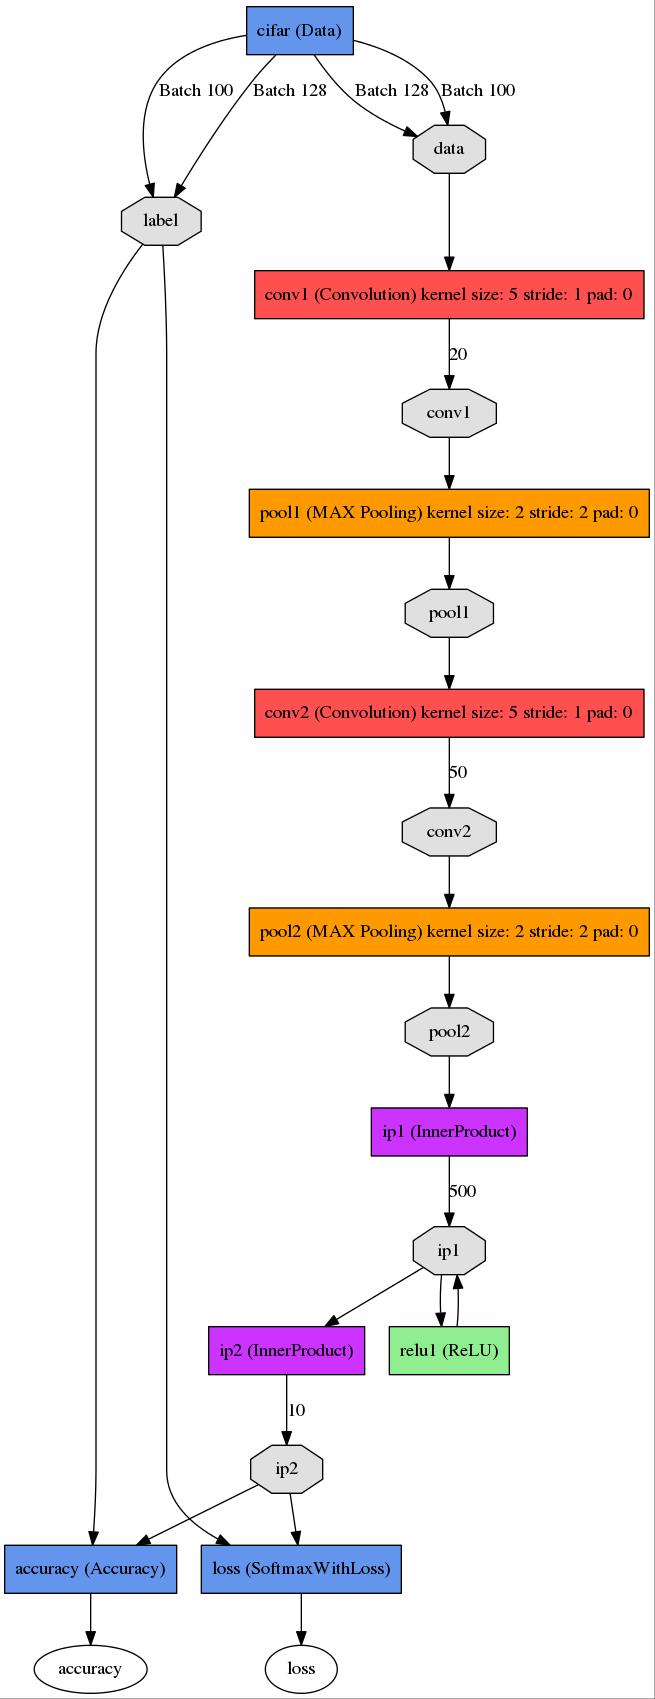 cifar (Data)
Batch 100
Batch 128
Batch 128
Batch 100
data
label
conv1 (Convolution) kernel size: 5 stride: 1 pad: 0
20
conv1
pool1 (MAX Pooling) kernel size: 2 stride: 2 pad: 0
pool1
conv2 (Convolution) kernel size: 5 stride: 1 pad: 0
50
conv2
pool2 (MAX Pooling) kernel size: 2 stride: 2 pad: 0
pool2
ip1 (InnerProduct)
500
ip1
ip2 (InnerProduct)
relu1 (ReLU)
10
ip2
accuracy (Accuracy)
loss (SoftmaxWithLoss)
accuracy
loss